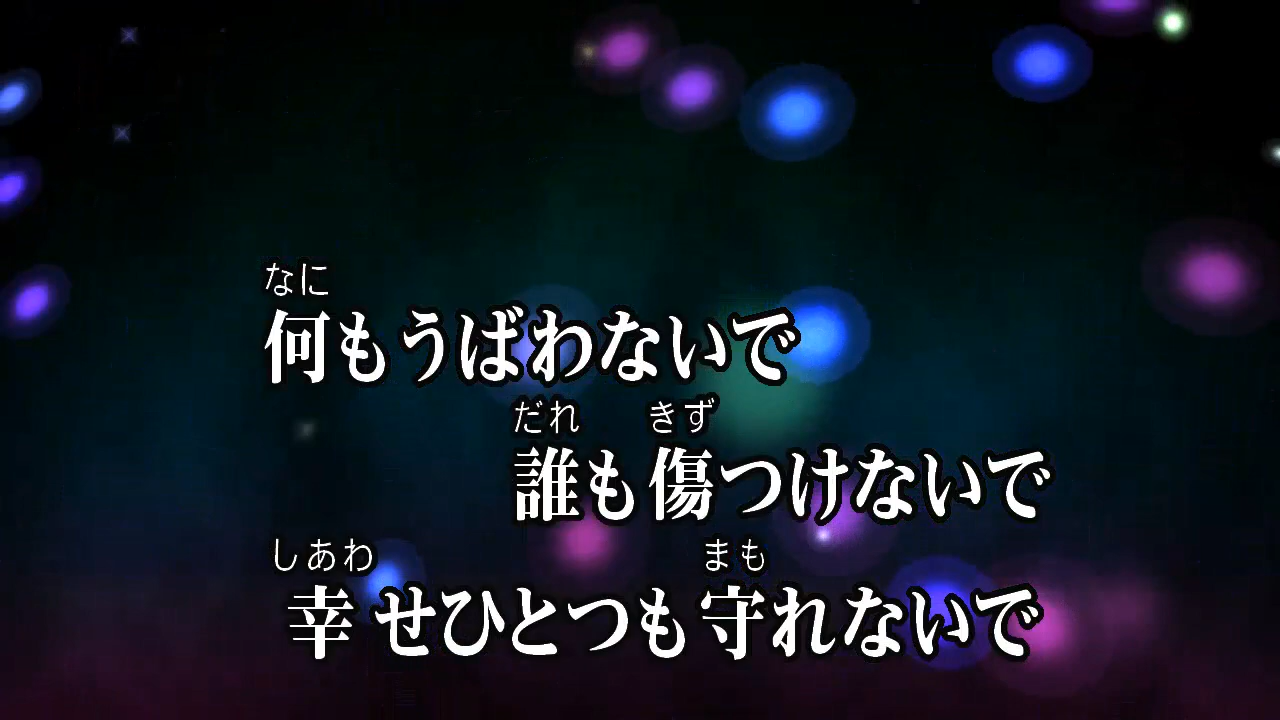 なに
何もうばわないで
だれ きず
誰も傷つけないで
しあわ まも
幸せひとつも守れないで